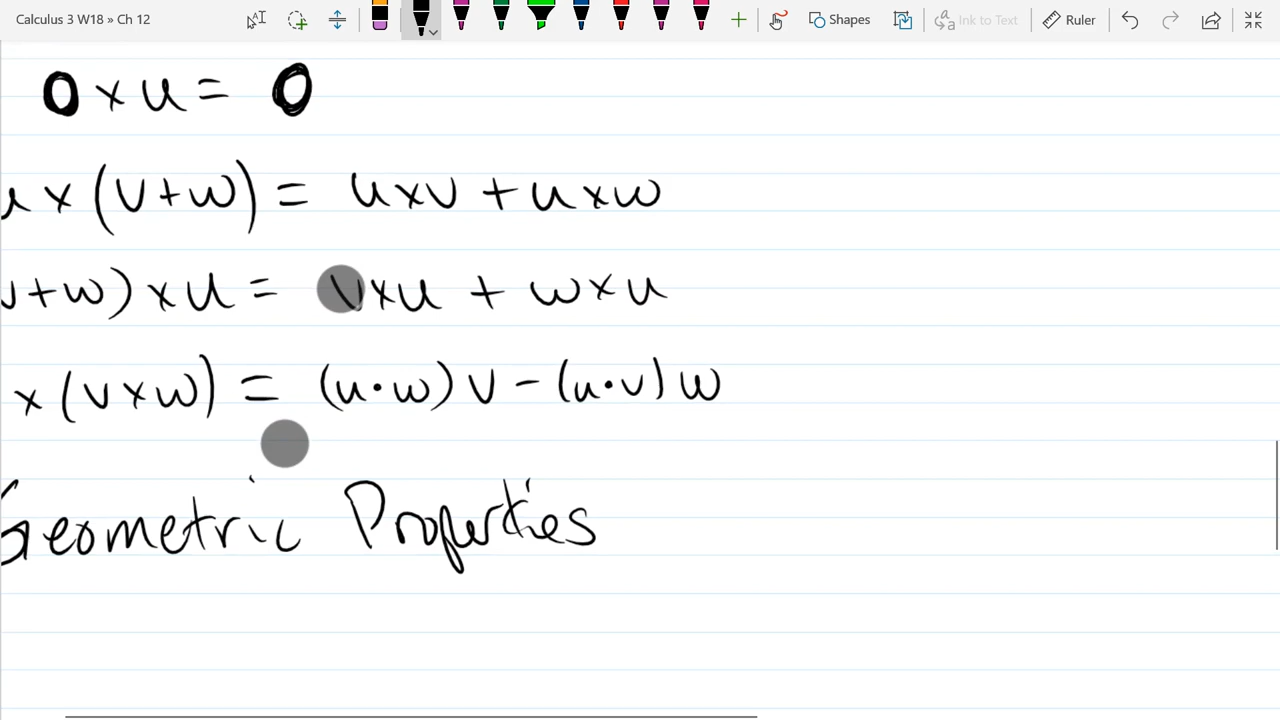 Calculus 3 W18 » Ch 12
Shapes
Ink to Text
Ruler
0 × u = 0
u × (v+w) = u×v + u×w
v+w) × u = v×u + w×u
× (v×w) = (u•w)v − (u•v)w
Geometric Properties